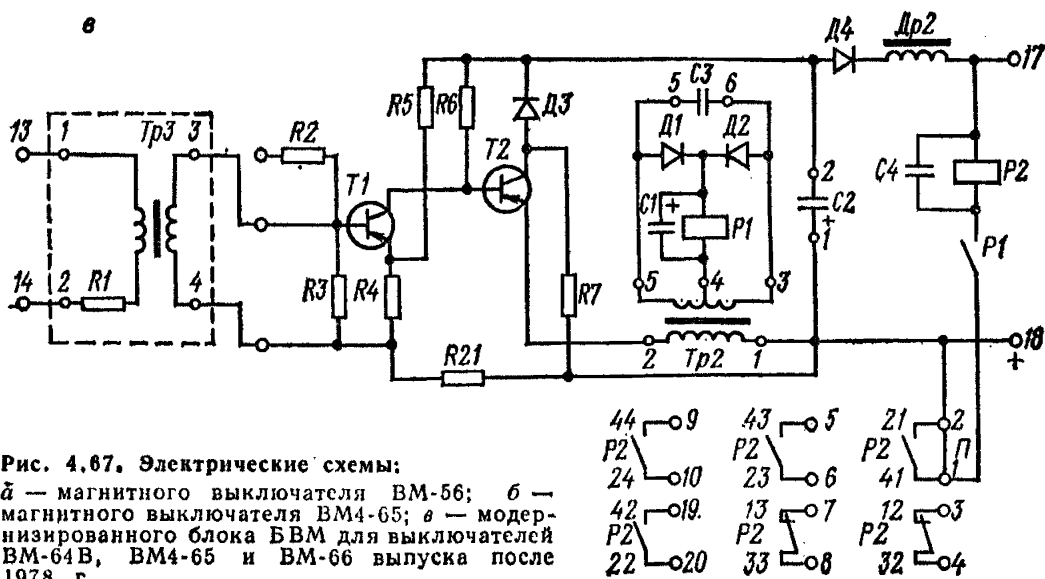 в
Д4 Др2
17
5 C3 6
R5 R6 Д3
Д1 Д2
13 1 Тр3 3
R2
T1 T2
C1 + P1
2
C2
+
1
C4 P2
P1
14 2 R1 4
R3 R4 R7
5 4 3
R21
2 Тр2 1
18
+
44 9 43 5 21 2
P2 P2 P2 П
24 10 23 6 41 1
42 19 13 7 12 3
P2 P2 P2
22 20 33 8 32 4
Рис. 4.67. Электрические схемы:
а — магнитного выключателя ВМ-56; б —
магнитного выключателя ВМ4-65; в — модер-
низированного блока БВМ для выключателей
ВМ-64В, ВМ4-65 и ВМ-66 выпуска после
1978 г.